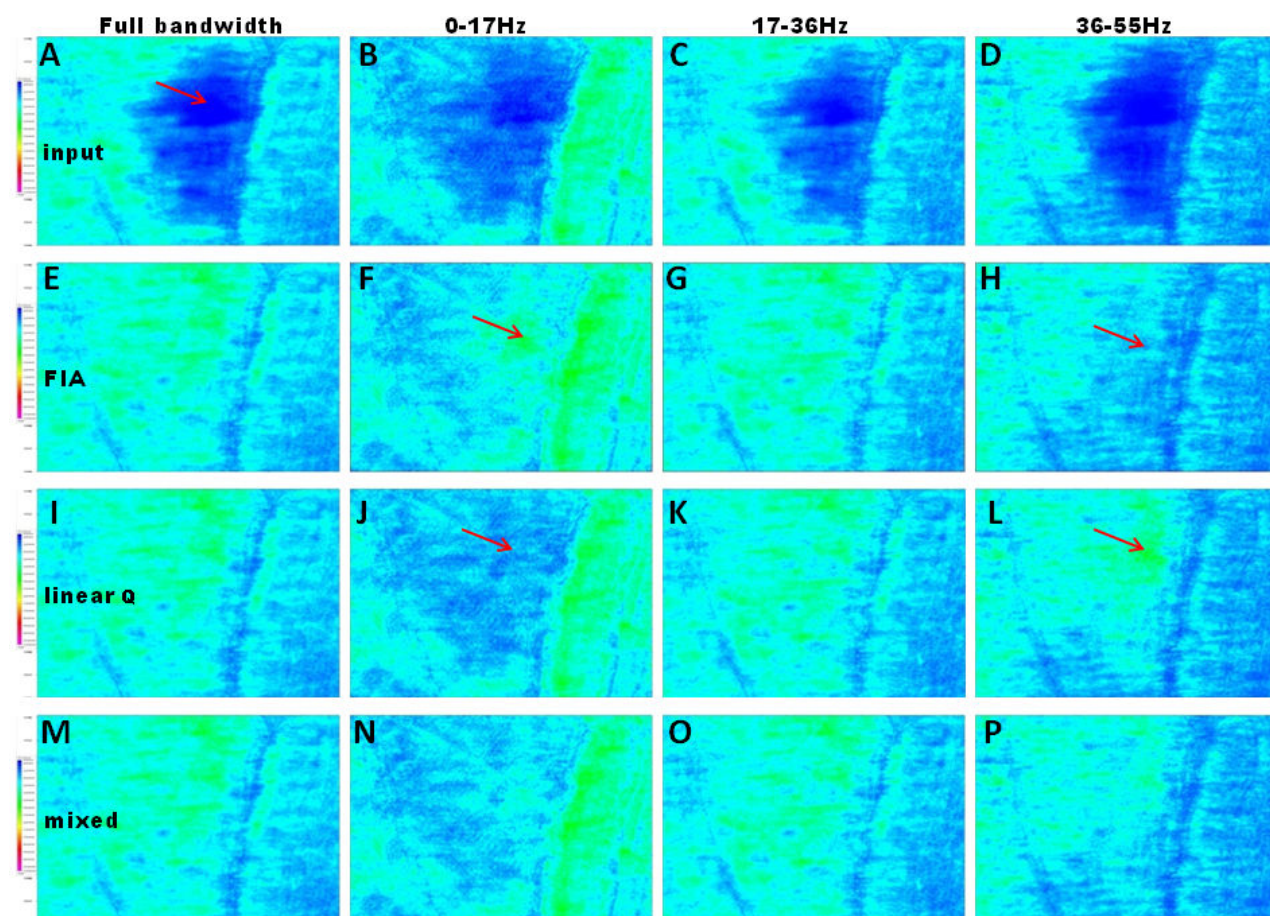 Full bandwidth 0-17Hz 17-36Hz 36-55Hz
A B C D
input
E F G H
FIA
I J K L
linear Q
M N O P
mixed